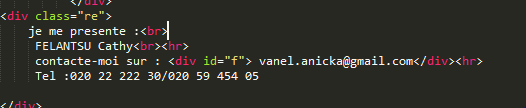 </div>
<div class="re">
je me presente :<br>
FELANTSU Cathy<br><hr>
contacte-moi sur : <div id="f"> vanel.anicka@gmail.com</div><hr>
Tel :020 22 222 30/020 59 454 05
</div>